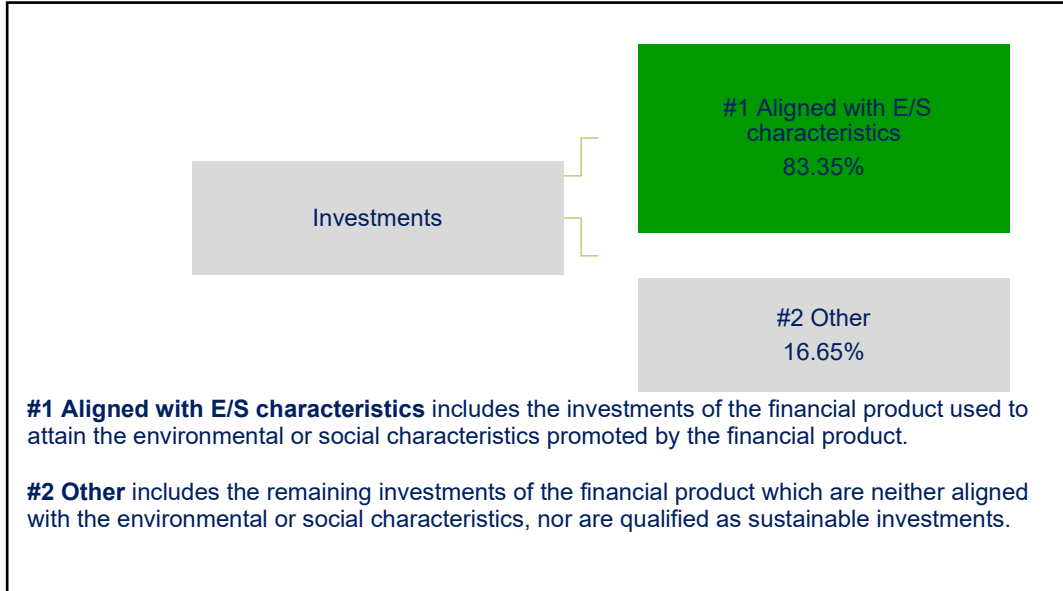 #1 Aligned with E/S
characteristics
83.35%
Investments
#2 Other
16.65%
#1 Aligned with E/S characteristics includes the investments of the financial product used to
attain the environmental or social characteristics promoted by the financial product.
#2 Other includes the remaining investments of the financial product which are neither aligned
with the environmental or social characteristics, nor are qualified as sustainable investments.